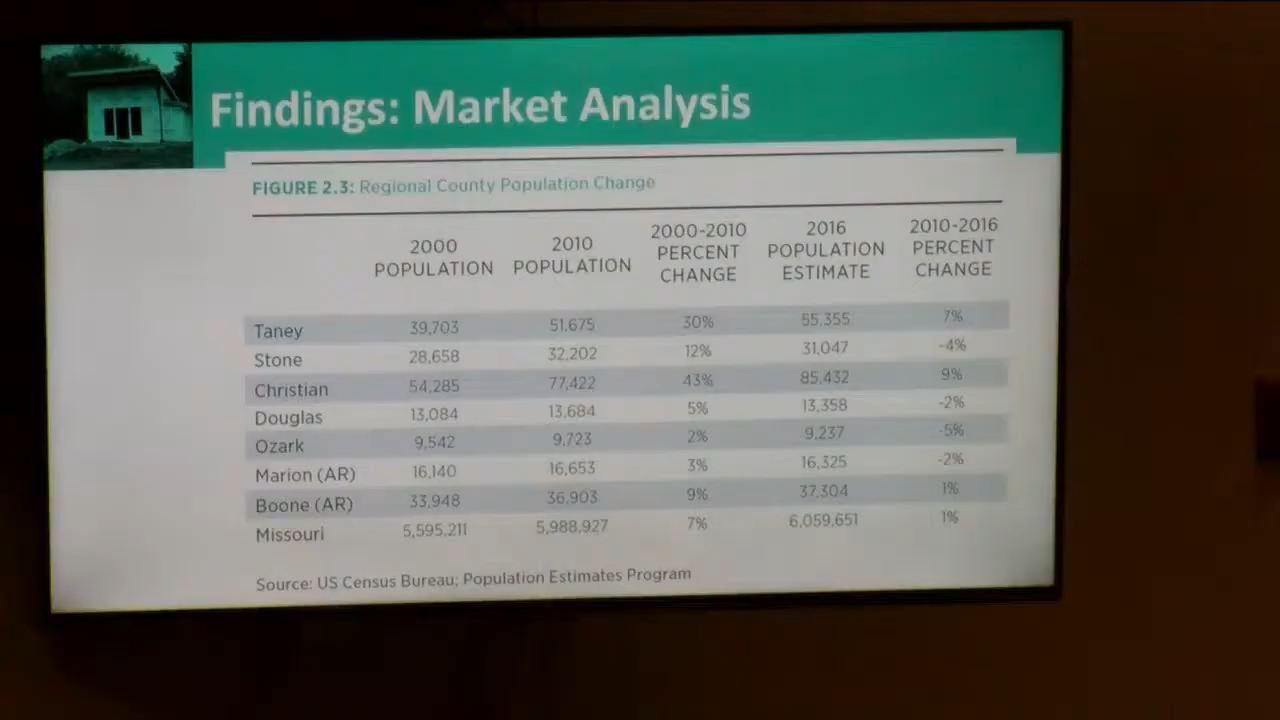 Findings: Market Analysis
FIGURE 2.3: Regional County Population Change
2000 POPULATION 2010 POPULATION 2000-2010 PERCENT CHANGE 2016 POPULATION ESTIMATE 2010-2016 PERCENT CHANGE
Taney 39,703 51,675 30% 55,355 7%
Stone 28,658 32,202 12% 31,047 -4%
Christian 54,285 77,422 43% 85,432 9%
Douglas 13,084 13,684 5% 13,358 -2%
Ozark 9,542 9,723 2% 9,237 -5%
Marion (AR) 16,140 16,653 3% 16,325 -2%
Boone (AR) 33,948 36,903 9% 37,304 1%
Missouri 5,595,211 5,988,927 7% 6,059,651 1%
Source: US Census Bureau; Population Estimates Program